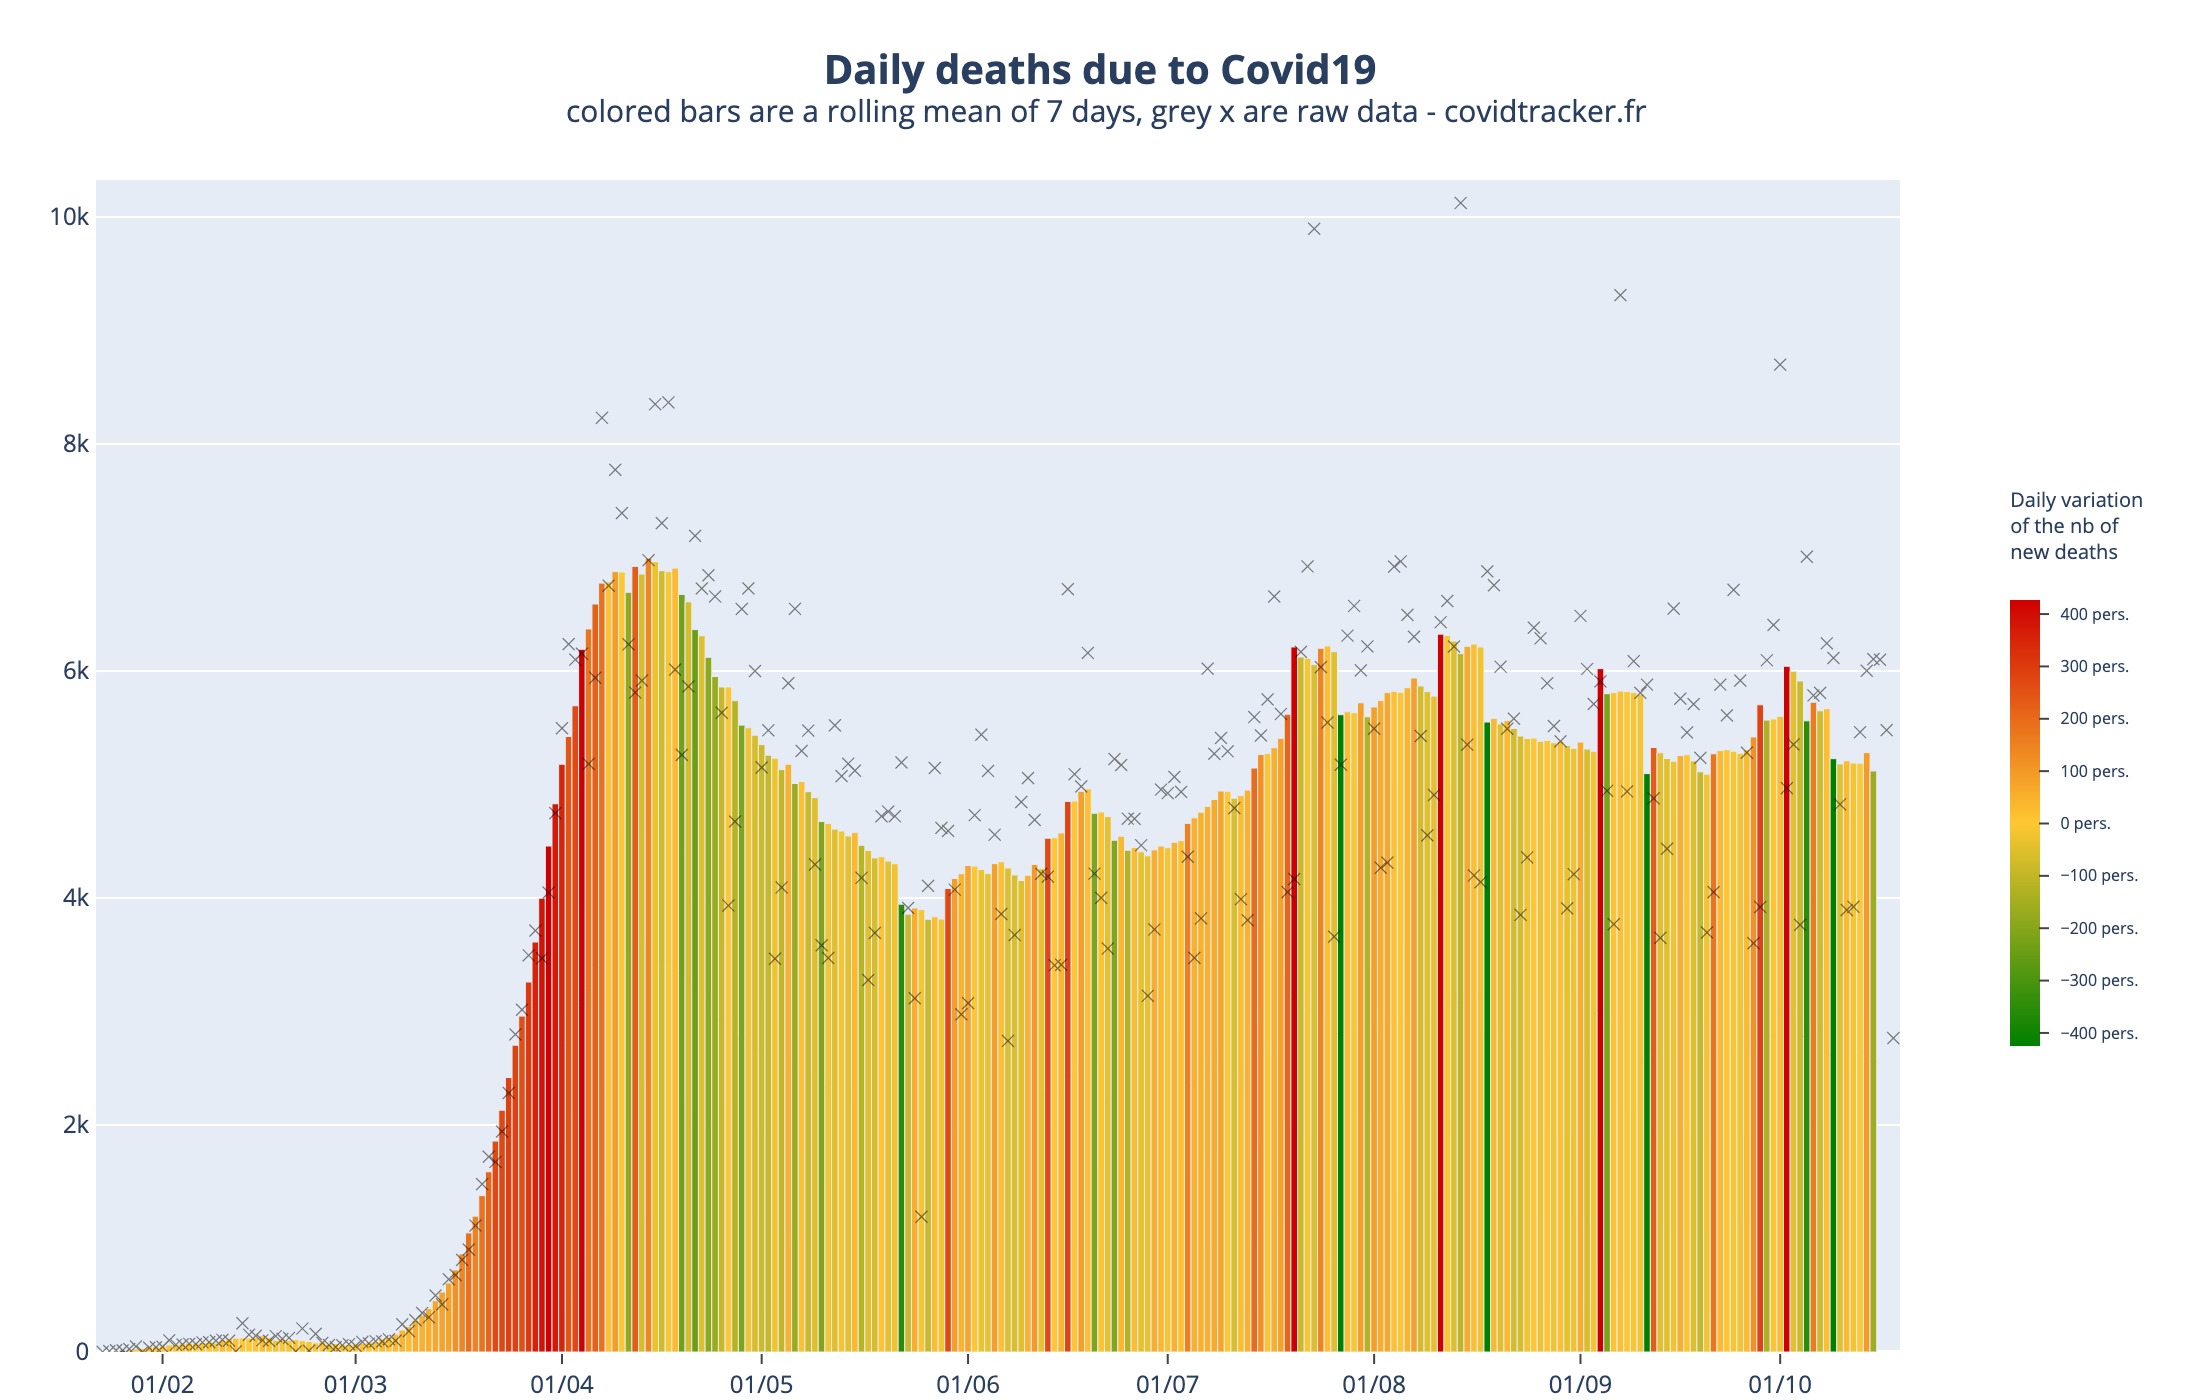 Daily deaths due to Covid19
colored bars are a rolling mean of 7 days, grey x are raw data - covidtracker.fr
10k
8k
6k
4k
2k
0
01/02
01/03
01/04
01/05
01/06
01/07
01/08
01/09
01/10
Daily variation
of the nb of
new deaths
400 pers.
300 pers.
200 pers.
100 pers.
0 pers.
−100 pers.
−200 pers.
−300 pers.
−400 pers.